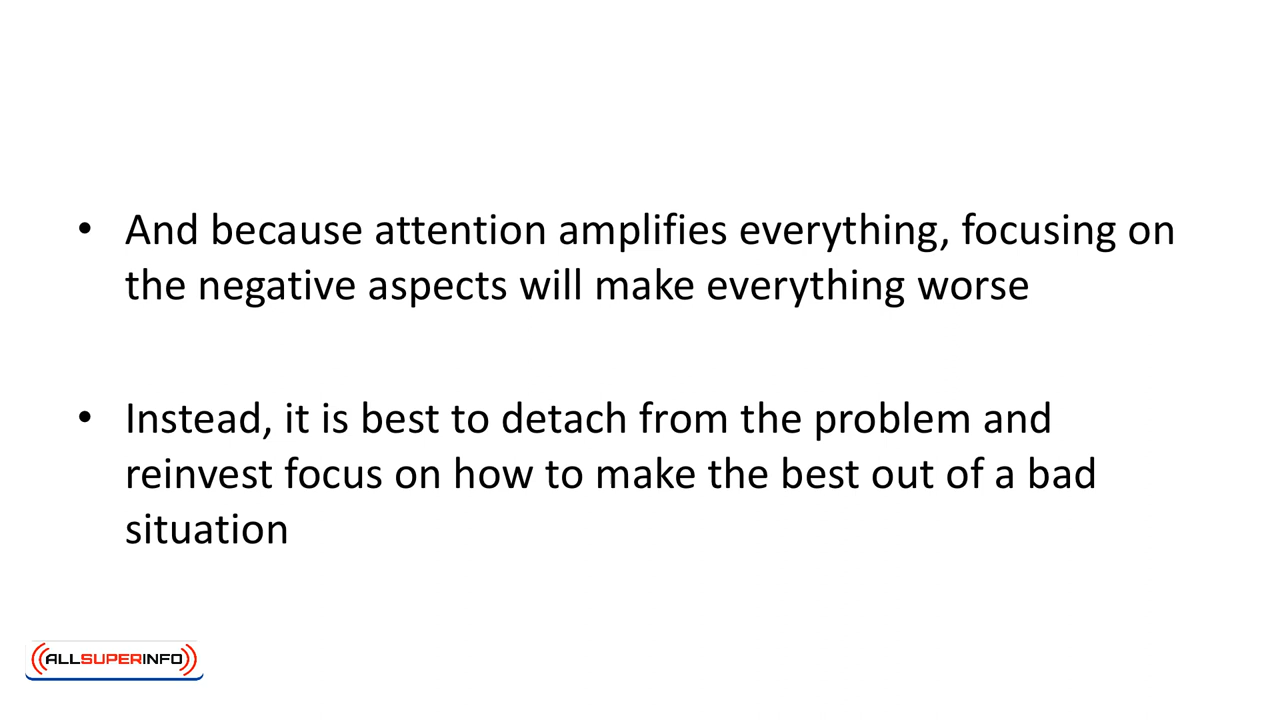 • And because attention amplifies everything, focusing on
the negative aspects will make everything worse
• Instead, it is best to detach from the problem and
reinvest focus on how to make the best out of a bad
situation
ALLSUPERINFO